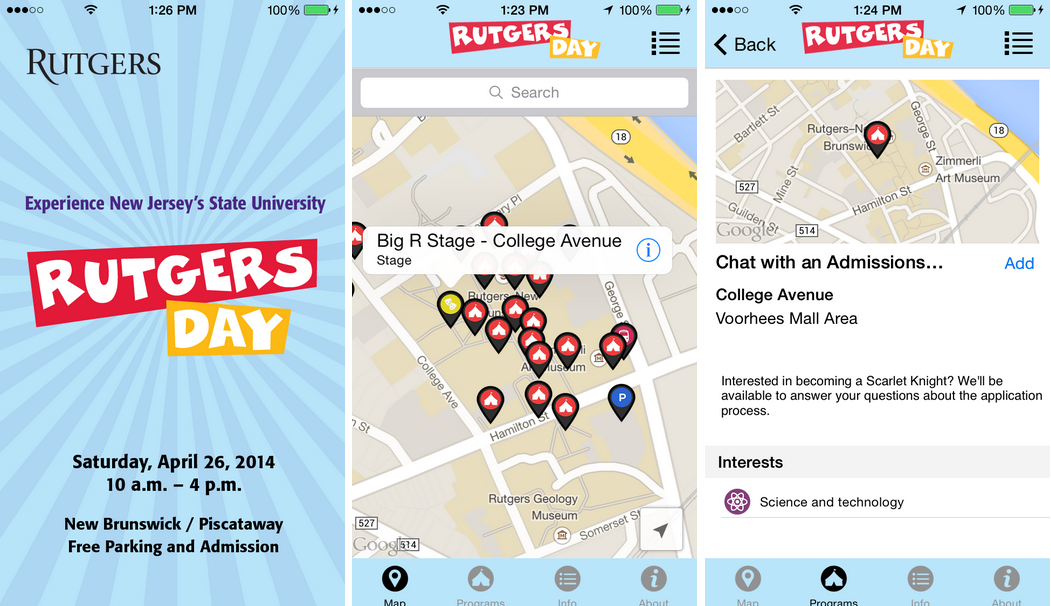 1:26 PM
100%
RUTGERS
Experience New Jersey's State University
RUTGERS
DAY
Saturday, April 26, 2014
10 a.m. – 4 p.m.
New Brunswick / Piscataway
Free Parking and Admission
1:23 PM
100%
RUTGERS
DAY
Search
18
Big R Stage - College Avenue
Stage
Rutgers-New
George
College Ave
Hamilton St
P
Rutgers Geology
Museum
Somerset St
527
514
Google
Map
Programs
Info
About
1:24 PM
100%
Back
RUTGERS
DAY
Bartlett St
Rutgers–N
Brunswic
George St
18
Zimmerli
Art Museum
527
Mine St
Hamilton St
Guilden St
514
Google
Chat with an Admissions...
Add
College Avenue
Voorhees Mall Area
Interested in becoming a Scarlet Knight? We'll be
available to answer your questions about the application
process.
Interests
Science and technology
Map
Programs
Info
About